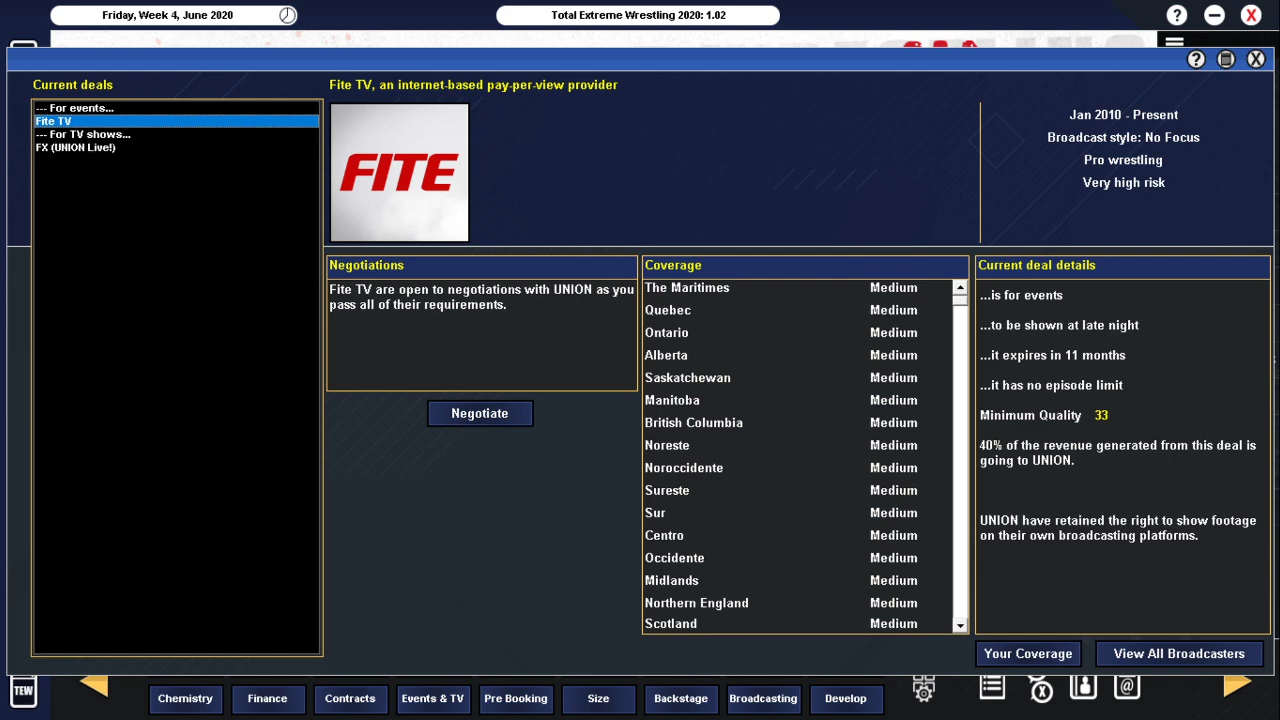 Friday, Week 4, June 2020
Total Extreme Wrestling 2020: 1.02
? X
? X
Current deals
--- For events...
Fite TV
--- For TV shows...
FX (UNION Live!)
Fite TV, an internet-based pay-per-view provider
FITE
Jan 2010 - Present
Broadcast style: No Focus
Pro wrestling
Very high risk
Negotiations
Fite TV are open to negotiations with UNION as you
pass all of their requirements.
Negotiate
Coverage
The Maritimes Medium
Quebec Medium
Ontario Medium
Alberta Medium
Saskatchewan Medium
Manitoba Medium
British Columbia Medium
Noreste Medium
Noroccidente Medium
Sureste Medium
Sur Medium
Centro Medium
Occidente Medium
Midlands Medium
Northern England Medium
Scotland Medium
Current deal details
...is for events
...to be shown at late night
...it expires in 11 months
...it has no episode limit
Minimum Quality 33
40% of the revenue generated from this deal is
going to UNION.
UNION have retained the right to show footage
on their own broadcasting platforms.
Your Coverage
View All Broadcasters
TEW
Chemistry
Finance
Contracts
Events & TV
Pre Booking
Size
Backstage
Broadcasting
Develop